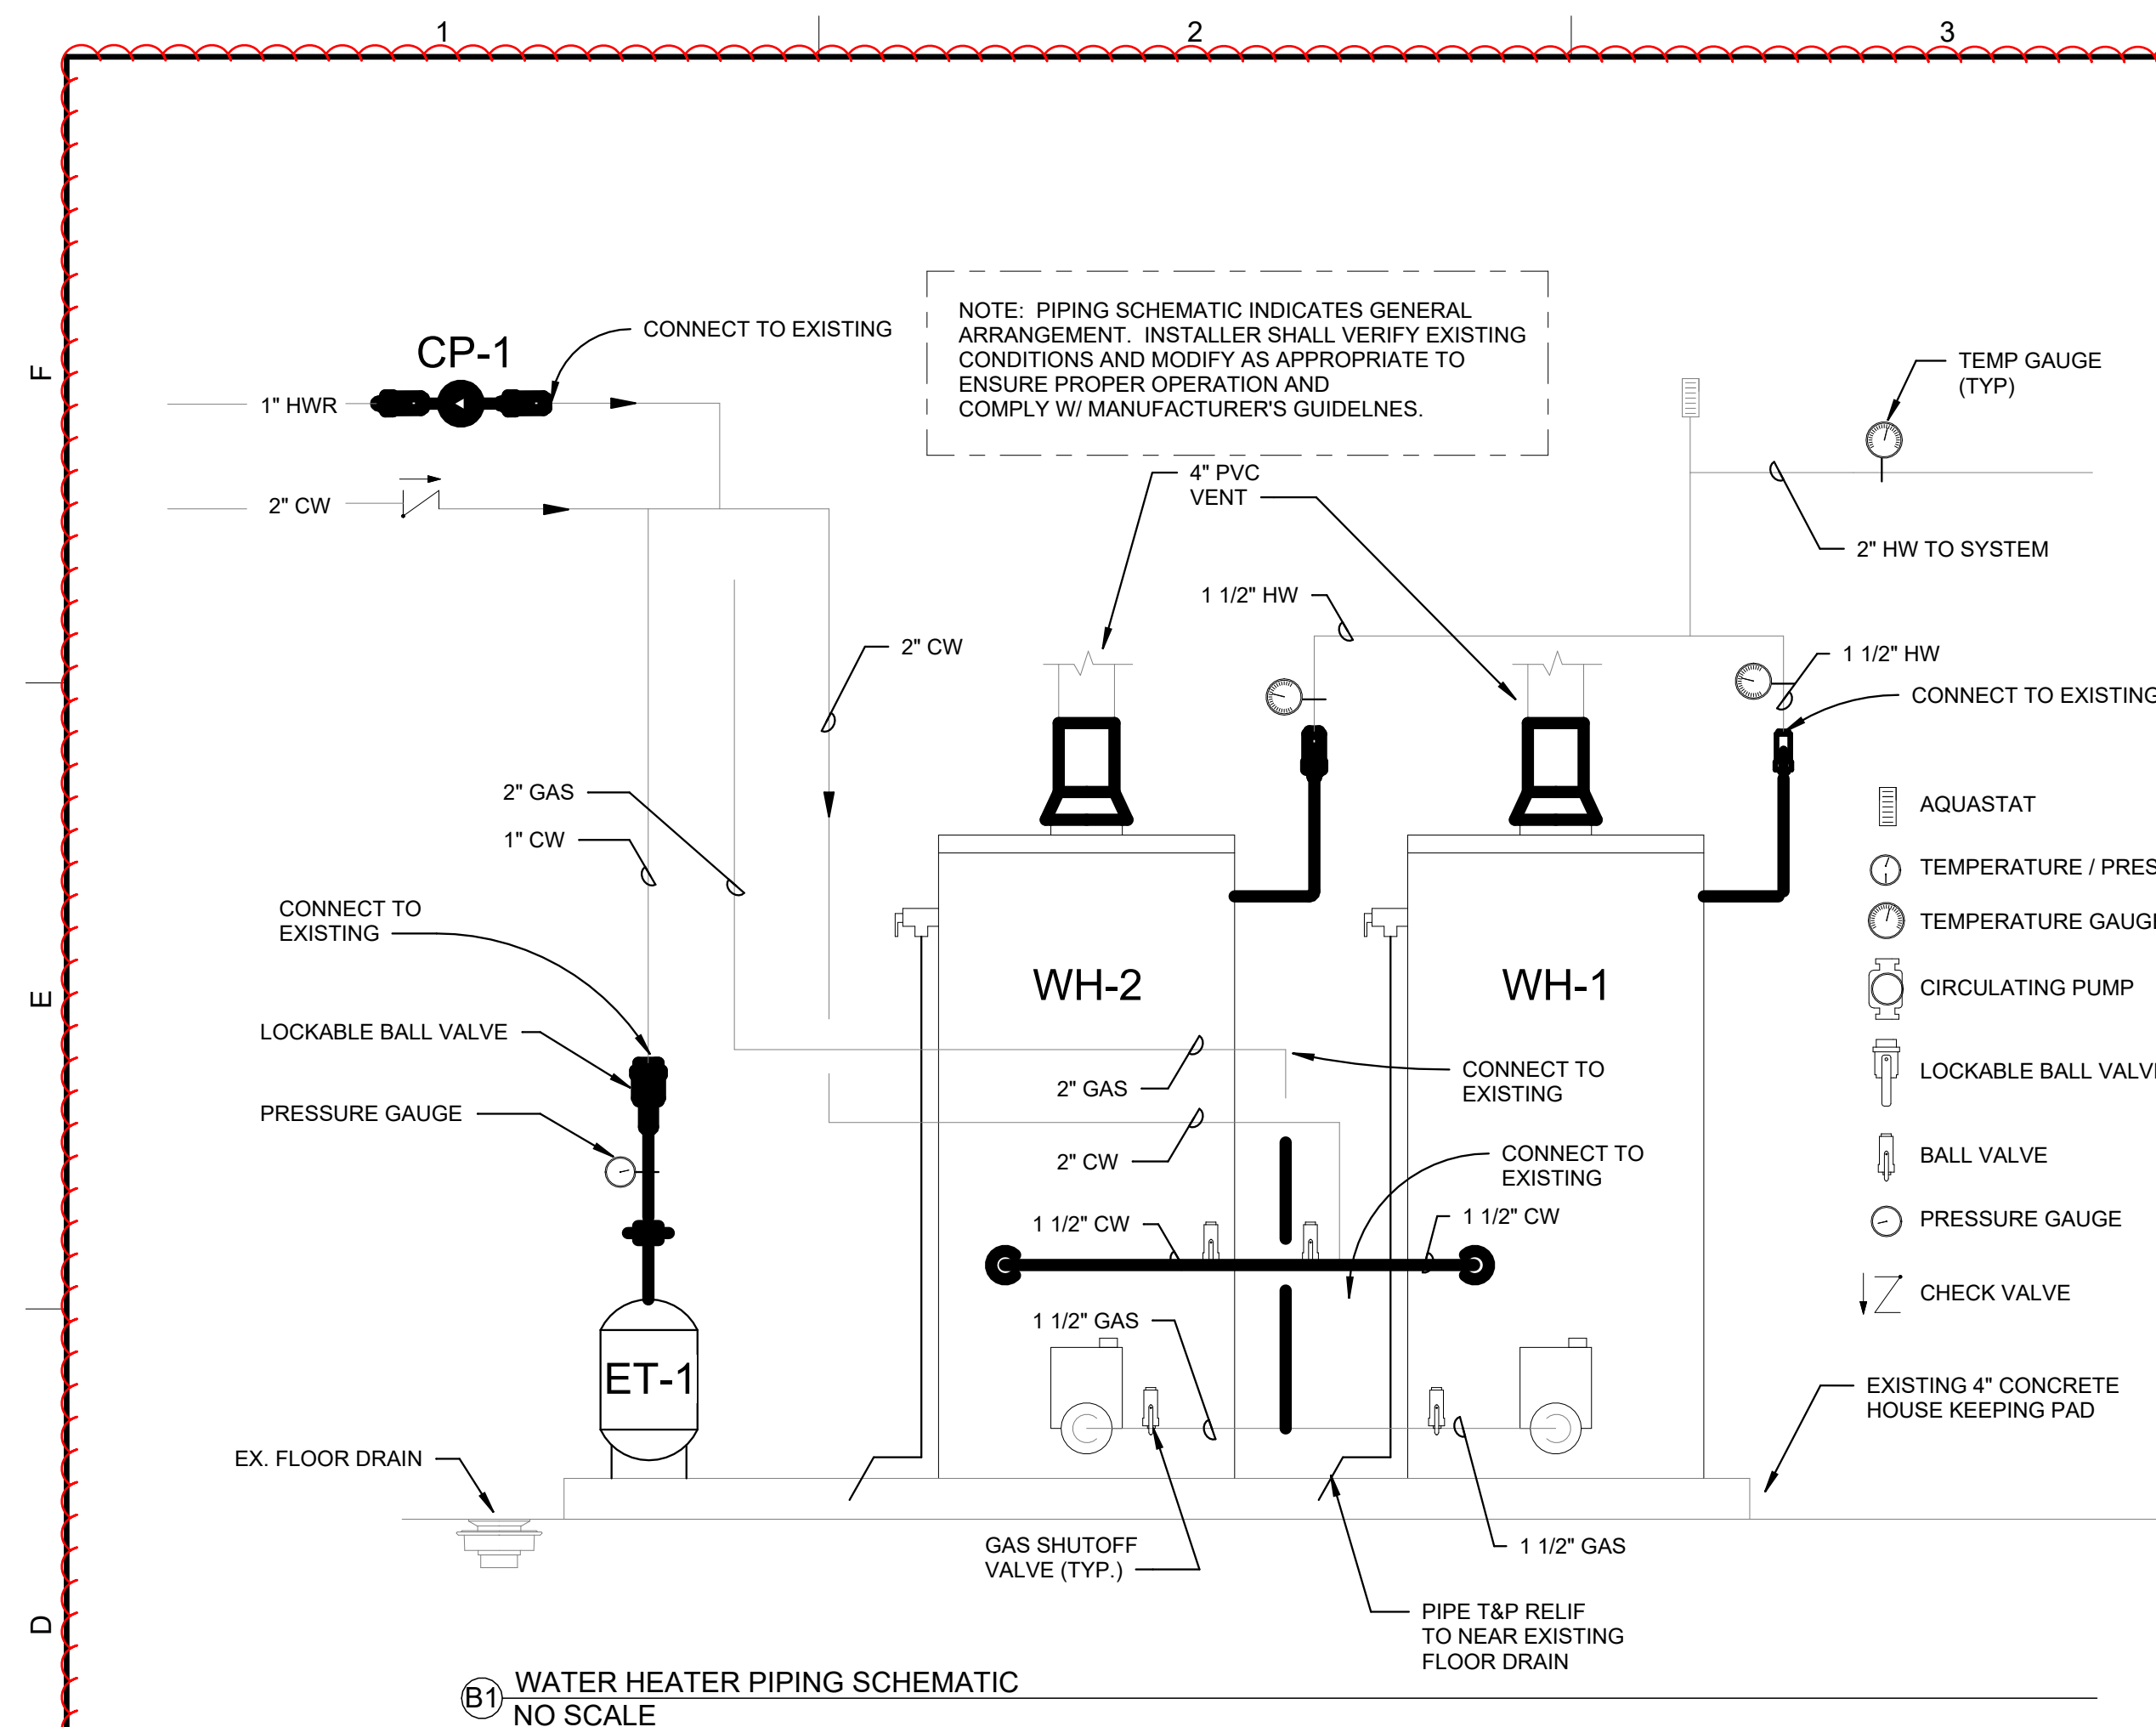 1
2
3
F
E
D
NOTE: PIPING SCHEMATIC INDICATES GENERAL
ARRANGEMENT. INSTALLER SHALL VERIFY EXISTING
CONDITIONS AND MODIFY AS APPROPRIATE TO
ENSURE PROPER OPERATION AND
COMPLY W/ MANUFACTURER'S GUIDELNES.
CP-1
CONNECT TO EXISTING
1" HWR
2" CW
4" PVC
VENT
TEMP GAUGE
(TYP)
2" HW TO SYSTEM
1 1/2" HW
2" CW
1 1/2" HW
CONNECT TO EXISTING
2" GAS
1" CW
CONNECT TO
EXISTING
LOCKABLE BALL VALVE
PRESSURE GAUGE
WH-2
WH-1
2" GAS
CONNECT TO
EXISTING
2" CW
CONNECT TO
EXISTING
1 1/2" CW
1 1/2" CW
1 1/2" GAS
ET-1
EX. FLOOR DRAIN
GAS SHUTOFF
VALVE (TYP.)
1 1/2" GAS
PIPE T&P RELIF
TO NEAR EXISTING
FLOOR DRAIN
AQUASTAT
TEMPERATURE / PRES
TEMPERATURE GAUGE
CIRCULATING PUMP
LOCKABLE BALL VALVE
BALL VALVE
PRESSURE GAUGE
CHECK VALVE
EXISTING 4" CONCRETE
HOUSE KEEPING PAD
B1 WATER HEATER PIPING SCHEMATIC
NO SCALE